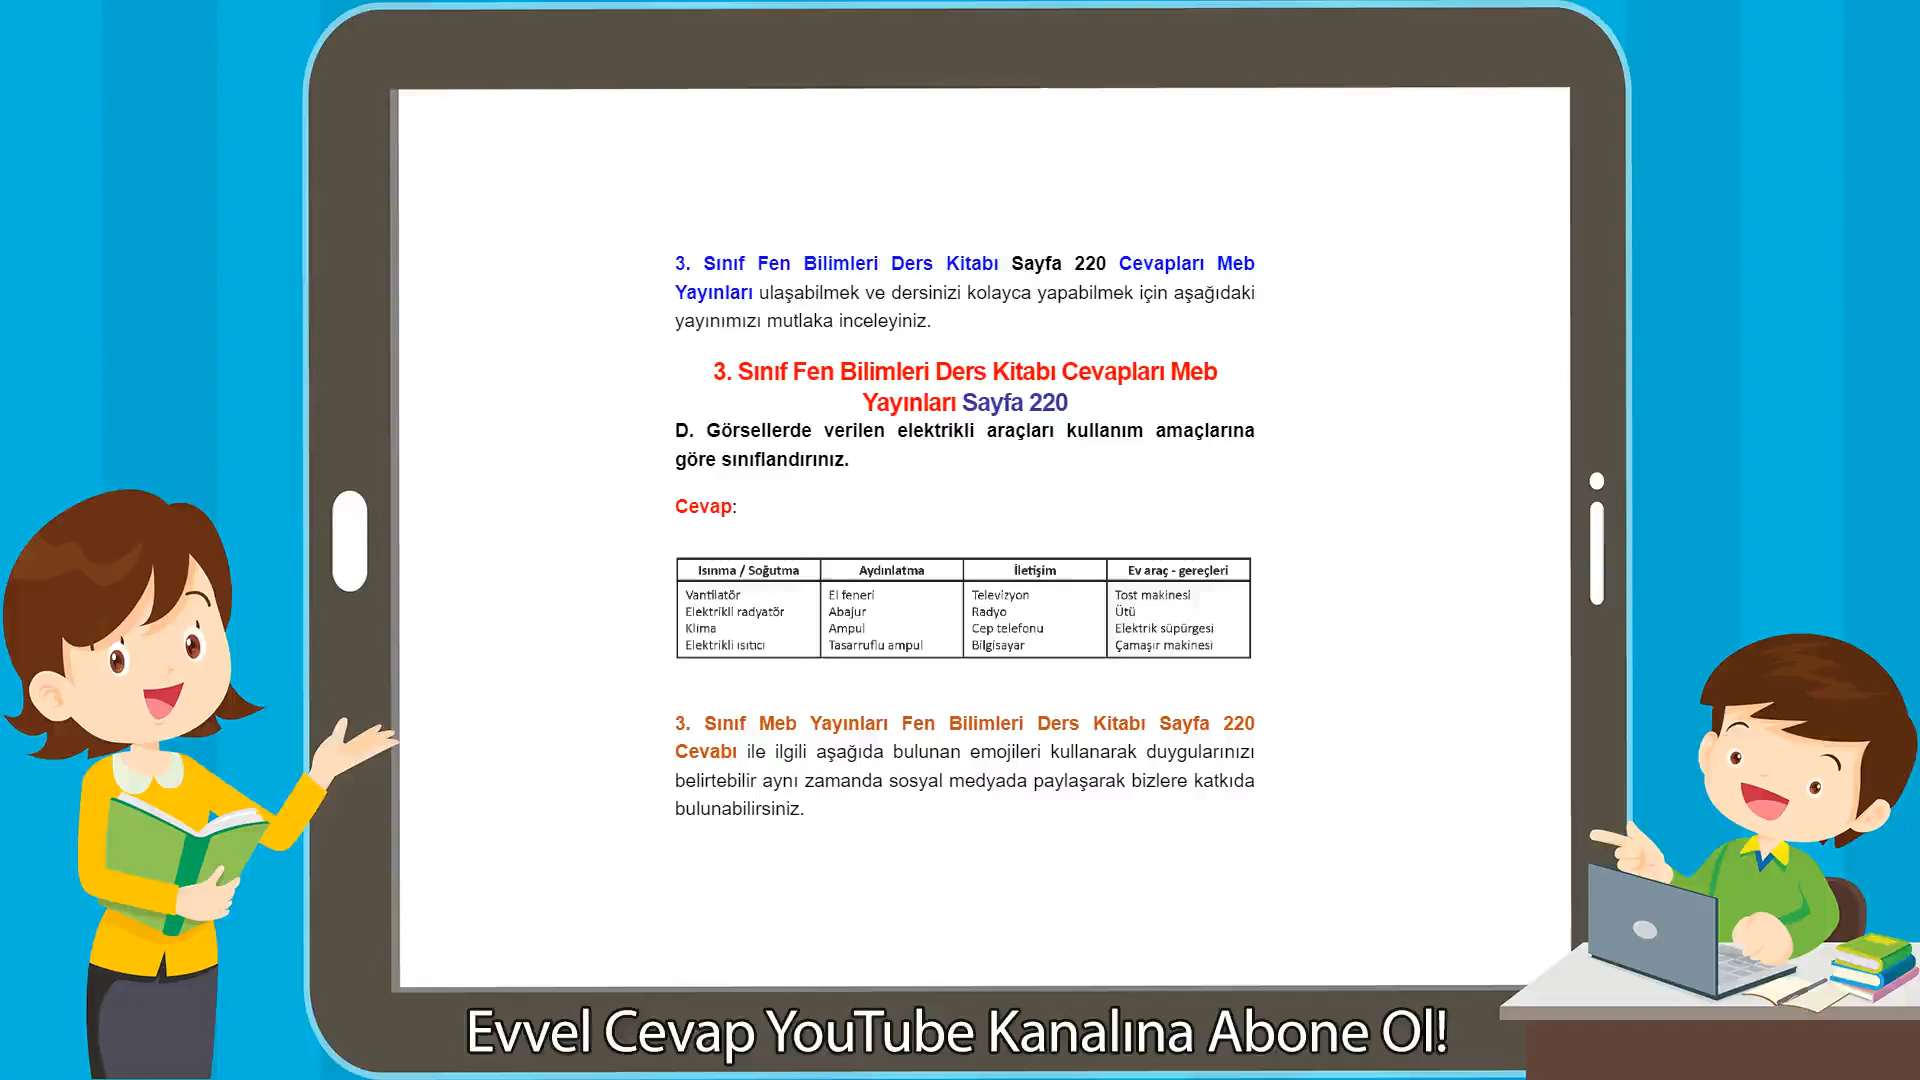 3. Sınıf Fen Bilimleri Ders Kitabı Sayfa 220 Cevapları Meb
Yayınları ulaşabilmek ve dersinizi kolayca yapabilmek için aşağıdaki
yayınımızı mutlaka inceleyiniz.
3. Sınıf Fen Bilimleri Ders Kitabı Cevapları Meb
Yayınları Sayfa 220
D. Görsellerde verilen elektrikli araçları kullanım amaçlarına
göre sınıflandırınız.
Cevap:
Isınma / Soğutma Aydınlatma İletişim Ev araç - gereçleri
Vantilatör El feneri Televizyon Tost makinesi
Elektrikli radyatör Abajur Radyo Ütü
Klima Ampul Cep telefonu Elektrik süpürgesi
Elektrikli ısıtıcı Tasarruflu ampul Bilgisayar Çamaşır makinesi
3. Sınıf Meb Yayınları Fen Bilimleri Ders Kitabı Sayfa 220
Cevabı ile ilgili aşağıda bulunan emojileri kullanarak duygularınızı
belirtebilir aynı zamanda sosyal medyada paylaşarak bizlere katkıda
bulunabilirsiniz.
Evvel Cevap YouTube Kanalına Abone Ol!